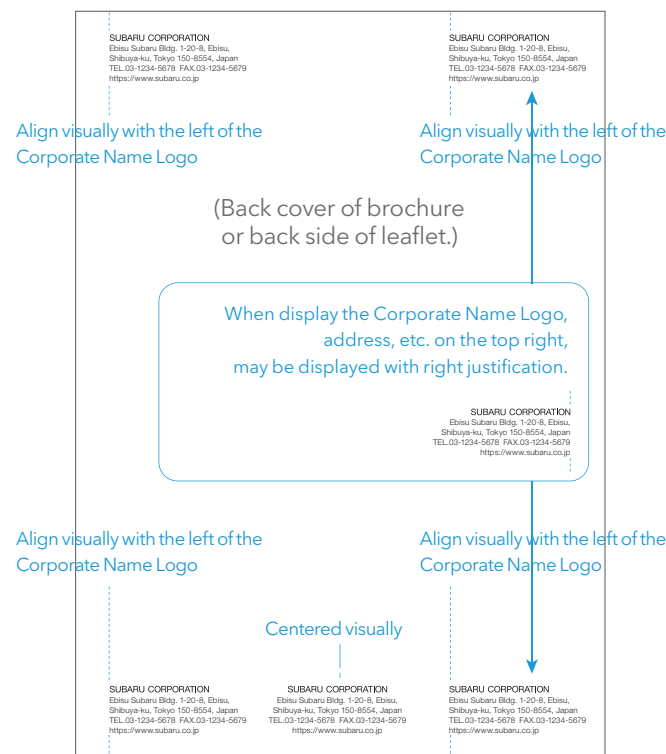 SUBARU CORPORATION
Ebisu Subaru Bldg. 1-20-8, Ebisu,
Shibuya-ku, Tokyo 150-8554, Japan
TEL.03-1234-5678 FAX.03-1234-5679
https://www.subaru.co.jp
SUBARU CORPORATION
Ebisu Subaru Bldg. 1-20-8, Ebisu,
Shibuya-ku, Tokyo 150-8554, Japan
TEL.03-1234-5678 FAX.03-1234-5679
https://www.subaru.co.jp
Align visually with the left of the
Corporate Name Logo
Align visually with the left of the
Corporate Name Logo
(Back cover of brochure
or back side of leaflet.)
When display the Corporate Name Logo,
address, etc. on the top right,
may be displayed with right justification.
SUBARU CORPORATION
Ebisu Subaru Bldg. 1-20-8, Ebisu,
Shibuya-ku, Tokyo 150-8554, Japan
TEL.03-1234-5678 FAX.03-1234-5679
https://www.subaru.co.jp
Align visually with the left of the
Corporate Name Logo
Align visually with the left of the
Corporate Name Logo
Centered visually
SUBARU CORPORATION
Ebisu Subaru Bldg. 1-20-8, Ebisu,
Shibuya-ku, Tokyo 150-8554, Japan
TEL.03-1234-5678 FAX.03-1234-5679
https://www.subaru.co.jp
SUBARU CORPORATION
Ebisu Subaru Bldg. 1-20-8, Ebisu,
Shibuya-ku, Tokyo 150-8554, Japan
TEL.03-1234-5678 FAX.03-1234-5679
https://www.subaru.co.jp
SUBARU CORPORATION
Ebisu Subaru Bldg. 1-20-8, Ebisu,
Shibuya-ku, Tokyo 150-8554, Japan
TEL.03-1234-5678 FAX.03-1234-5679
https://www.subaru.co.jp